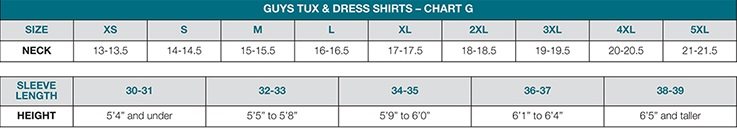 GUYS TUX & DRESS SHIRTS – CHART G
SIZE XS S M L XL 2XL 3XL 4XL 5XL
NECK 13-13.5 14-14.5 15-15.5 16-16.5 17-17.5 18-18.5 19-19.5 20-20.5 21-21.5
SLEEVE LENGTH 30-31 32-33 34-35 36-37 38-39
HEIGHT 5'4" and under 5'5" to 5'8" 5'9" to 6'0" 6'1" to 6'4" 6'5" and taller